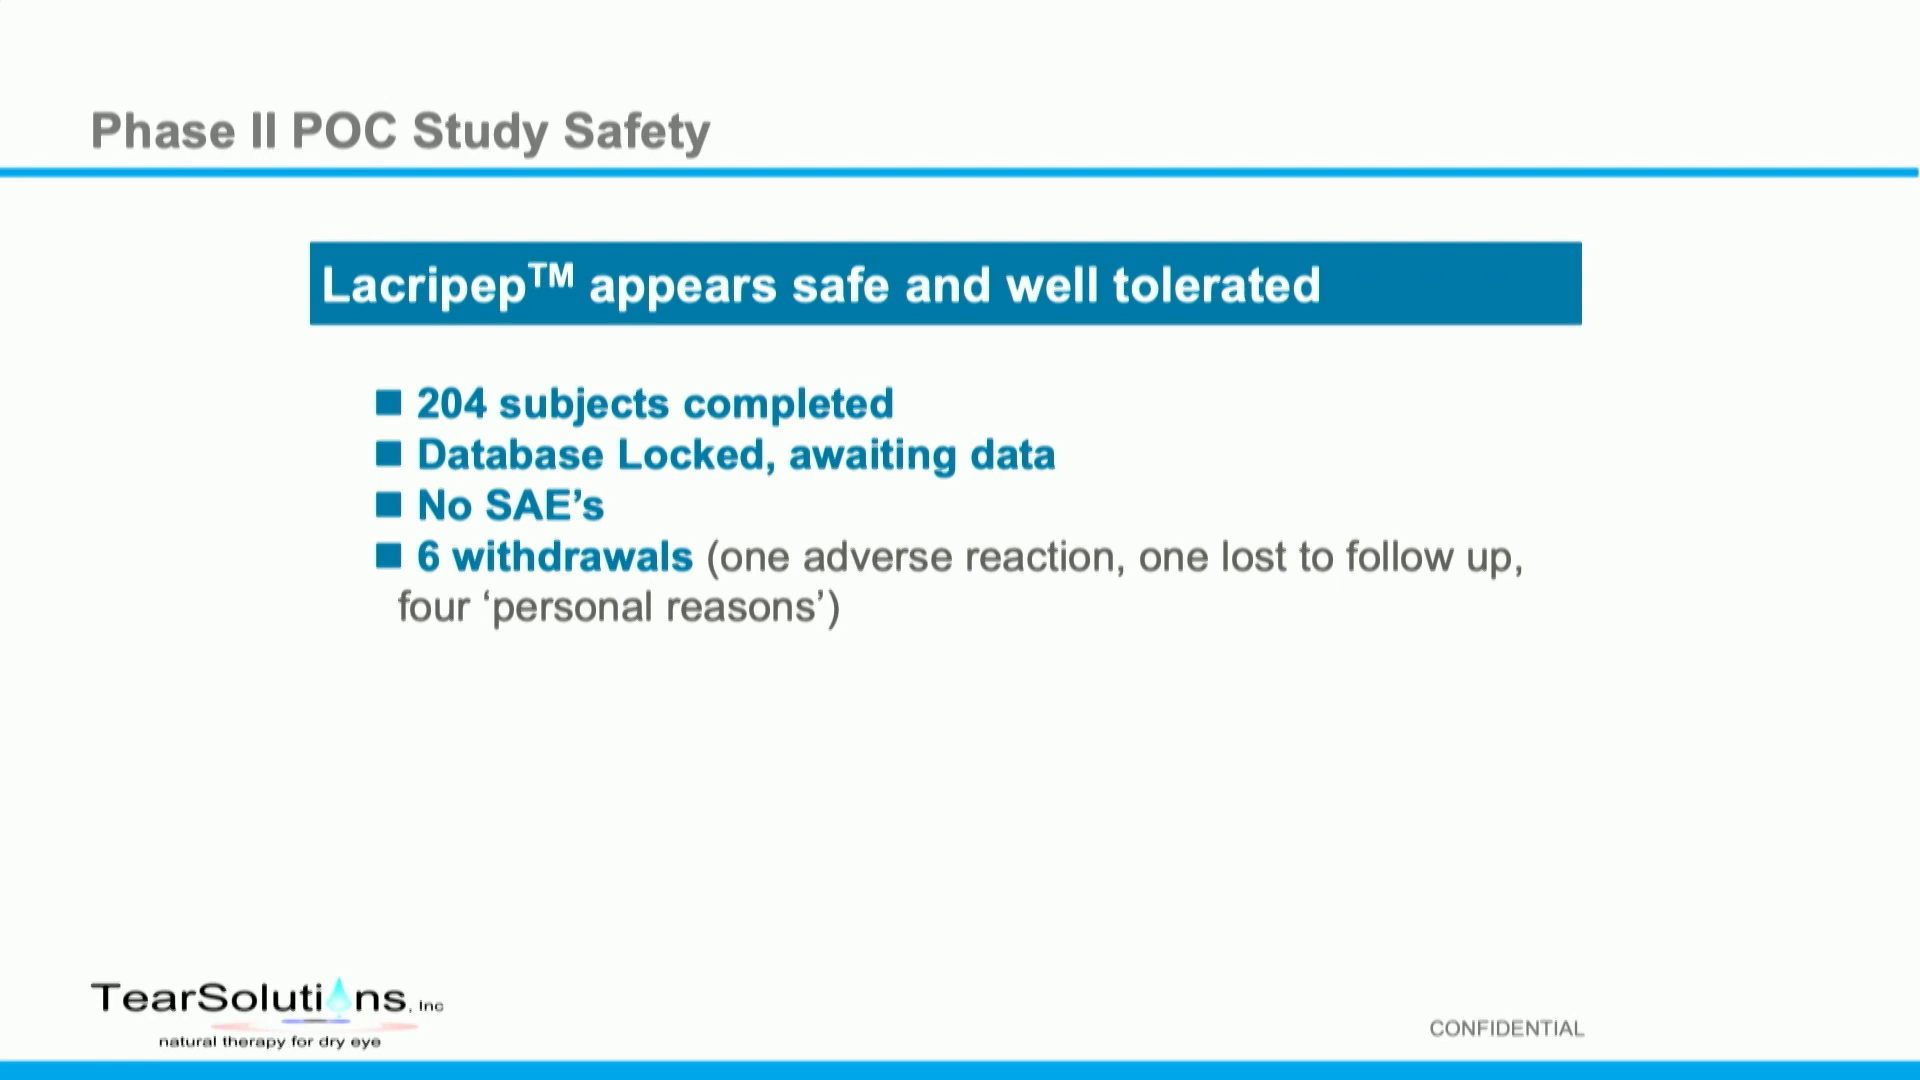 Phase II POC Study Safety
Lacripep™ appears safe and well tolerated
■ 204 subjects completed
■ Database Locked, awaiting data
■ No SAE’s
■ 6 withdrawals (one adverse reaction, one lost to follow up,
four ‘personal reasons’)
TearSolutions, Inc
natural therapy for dry eye
CONFIDENTIAL